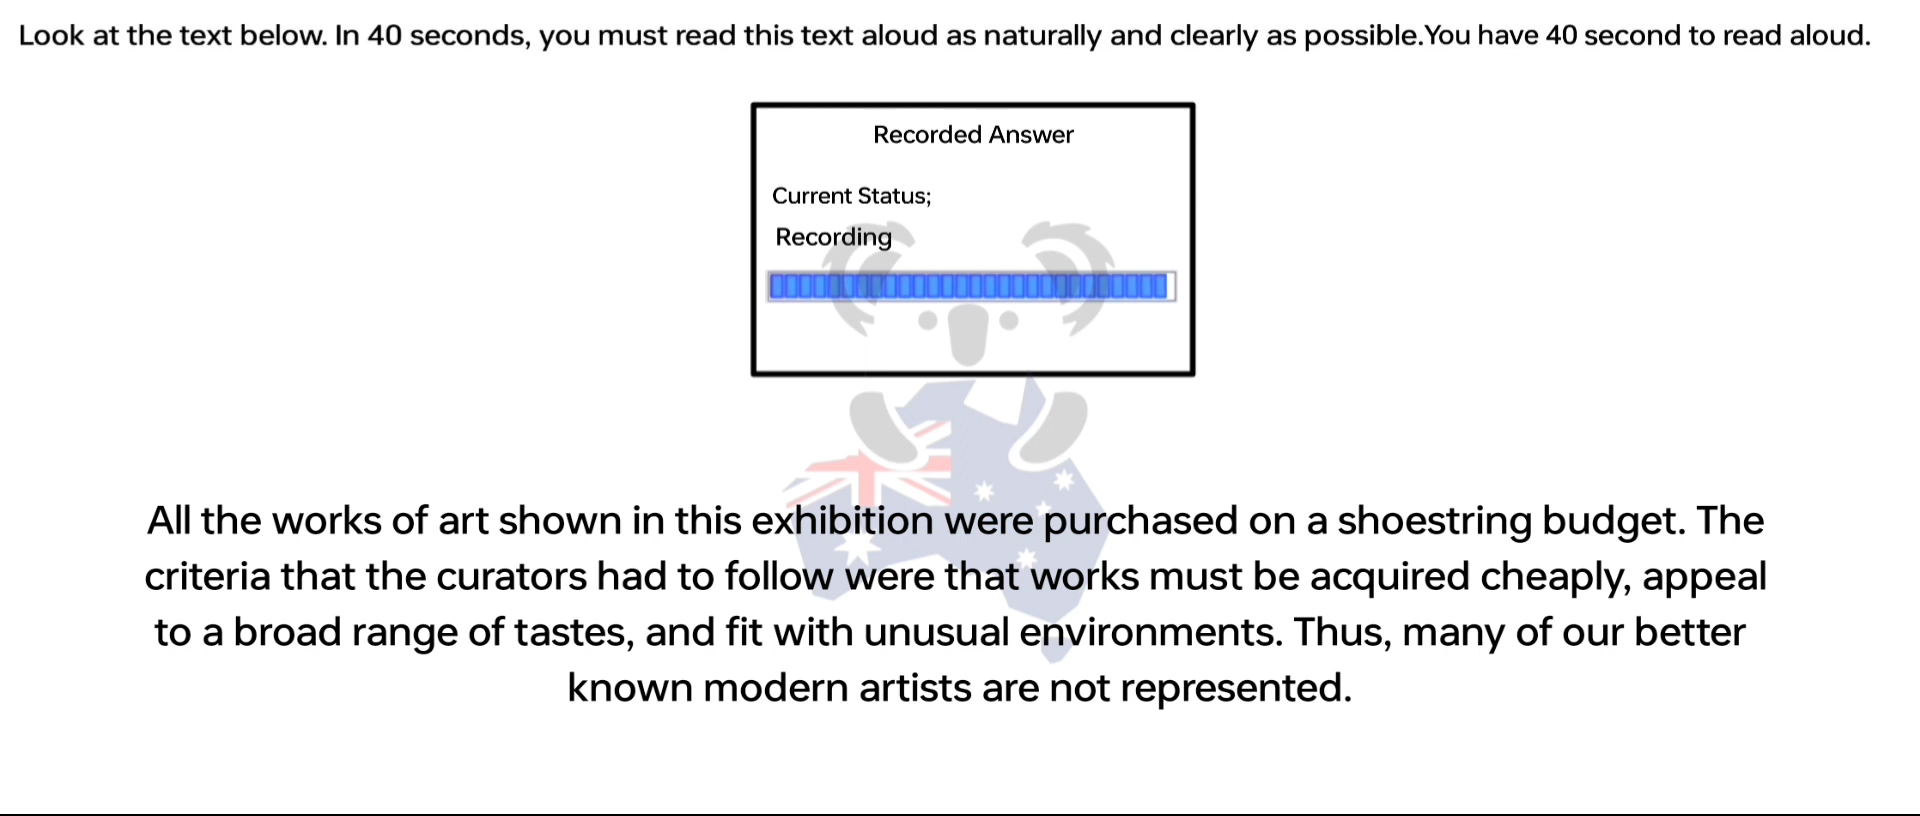 Look at the text below. In 40 seconds, you must read this text aloud as naturally and clearly as possible.You have 40 second to read aloud.
Recorded Answer
Current Status;
Recording
All the works of art shown in this exhibition were purchased on a shoestring budget. The
criteria that the curators had to follow were that works must be acquired cheaply, appeal
to a broad range of tastes, and fit with unusual environments. Thus, many of our better
known modern artists are not represented.